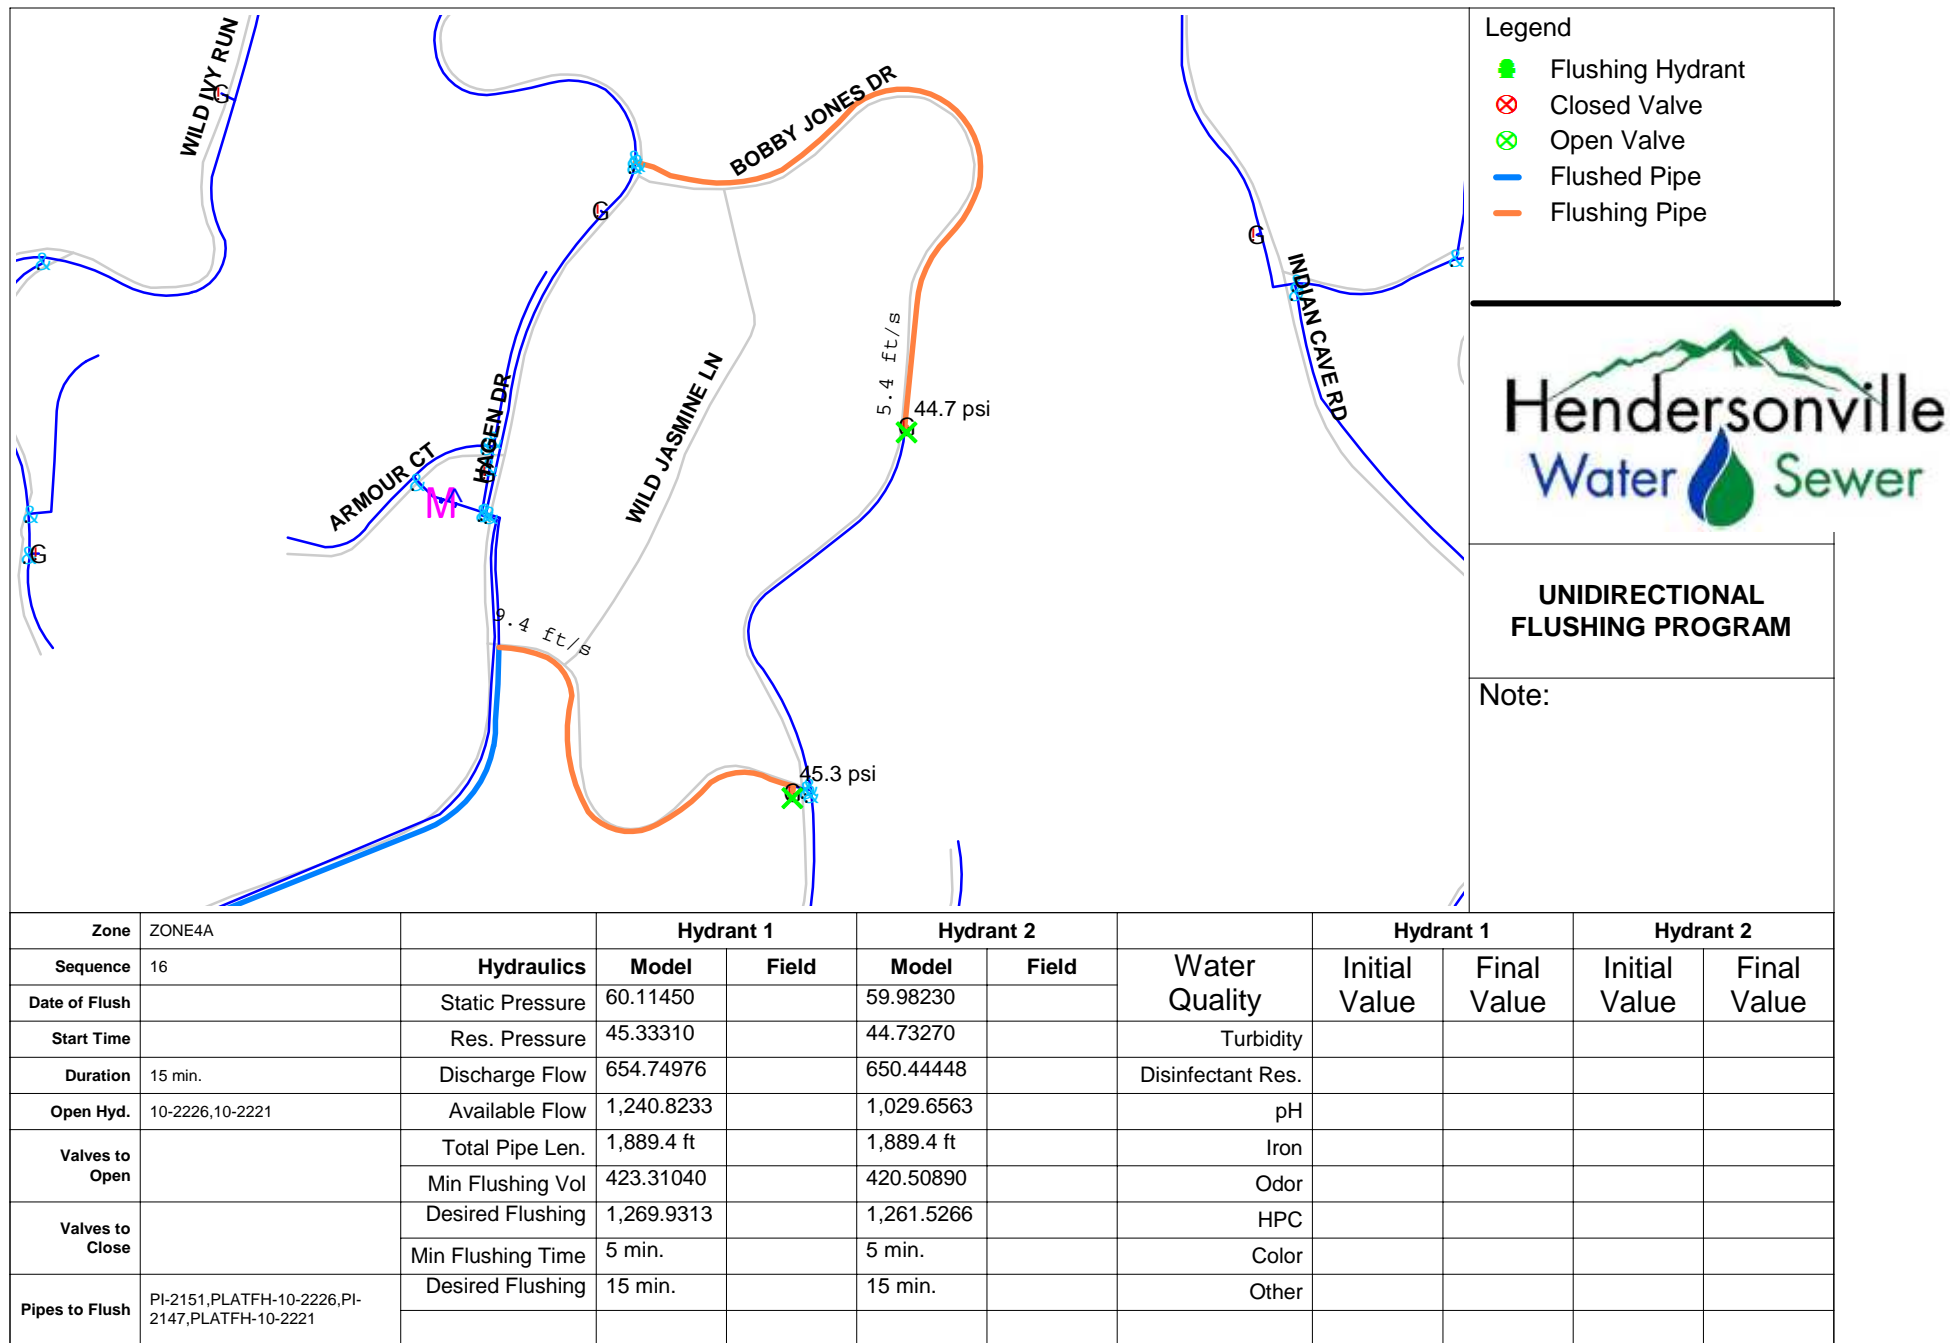 WILD IVY RUN
BOBBY JONES DR
HAGEN DR
ARMOUR CT
WILD JASMINE LN
INDIAN CAVE RD
5.4 ft/s
44.7 psi
9.4 ft/s
45.3 psi
G
G
G
G
G
G
M
Legend
Flushing Hydrant
Closed Valve
Open Valve
Flushed Pipe
Flushing Pipe
Hendersonville
Water Sewer
UNIDIRECTIONAL
FLUSHING PROGRAM
Note:
Zone ZONE4A Hydrant 1 Hydrant 2 Hydrant 1 Hydrant 2
Sequence 16 Hydraulics Model Field Model Field Water Quality Initial Value Final Value Initial Value Final Value
Date of Flush Static Pressure 60.11450 59.98230
Start Time Res. Pressure 45.33310 44.73270 Turbidity
Duration 15 min. Discharge Flow 654.74976 650.44448 Disinfectant Res.
Open Hyd. 10-2226,10-2221 Available Flow 1,240.8233 1,029.6563 pH
Valves to Open Total Pipe Len. 1,889.4 ft 1,889.4 ft Iron
Min Flushing Vol 423.31040 420.50890 Odor
Valves to Close Desired Flushing 1,269.9313 1,261.5266 HPC
Min Flushing Time 5 min. 5 min. Color
Pipes to Flush PI-2151,PLATFH-10-2226,PI-
2147,PLATFH-10-2221 Desired Flushing 15 min. 15 min. Other